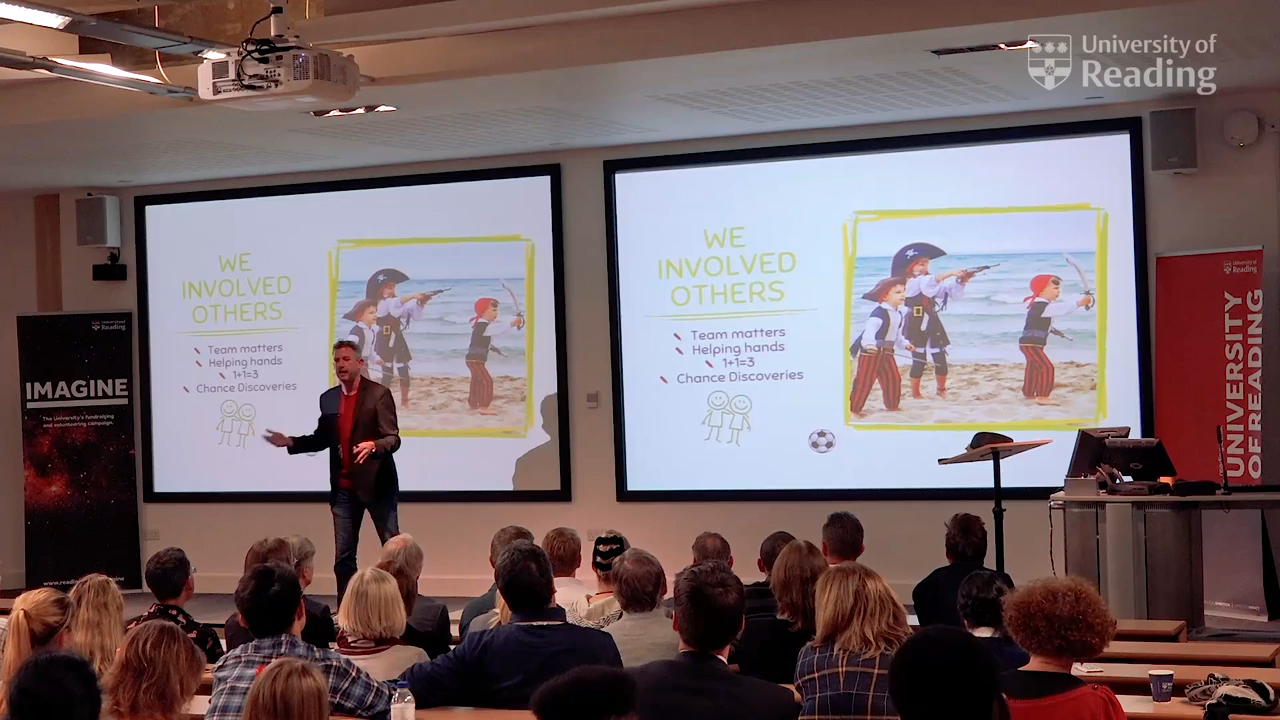 University of
Reading
WE
INVOLVED
OTHERS
Team matters
Helping hands
1+1=3
Chance Discoveries
WE
INVOLVED
OTHERS
Team matters
Helping hands
1+1=3
Chance Discoveries
Reading
IMAGINE
The University's fundraising
and volunteering campaign.
University of
Reading
UNIVERSITY
OF READING